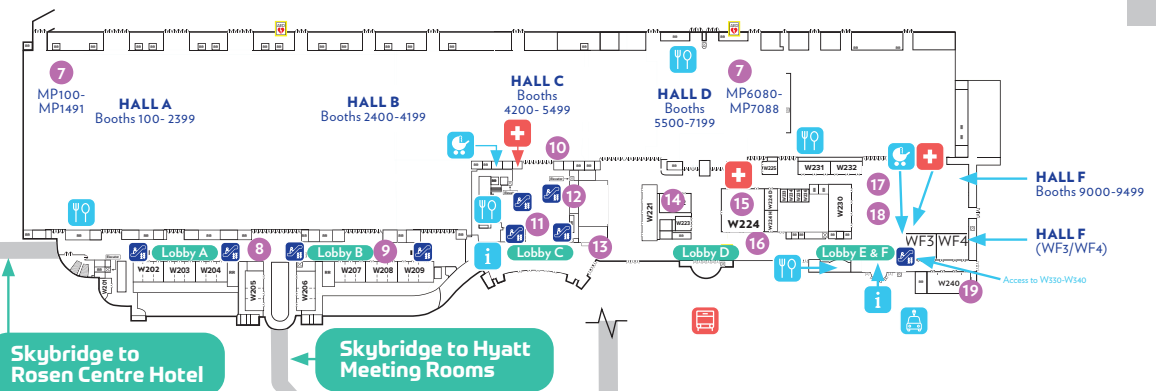 AED
AED
7
MP100-
MP1491
HALL A
Booths 100- 2399
HALL B
Booths 2400-4199
HALL C
Booths
4200- 5499
HALL D
Booths
5500-7199
7
MP6080-
MP7088
10
W225
W231
W232
17
HALL F
Booths 9000-9499
12
14
15
W221
W223
W224
W230
18
11
HALL F
(WF3/WF4)
WF3
WF4
Lobby A
8
Lobby B
9
Lobby C
13
Lobby D
16
Lobby E & F
i
W202
W203
W204
W207
W208
W209
W201
W205
W206
Access to W330-W340
i
W240
19
Skybridge to
Rosen Centre Hotel
Skybridge to Hyatt
Meeting Rooms